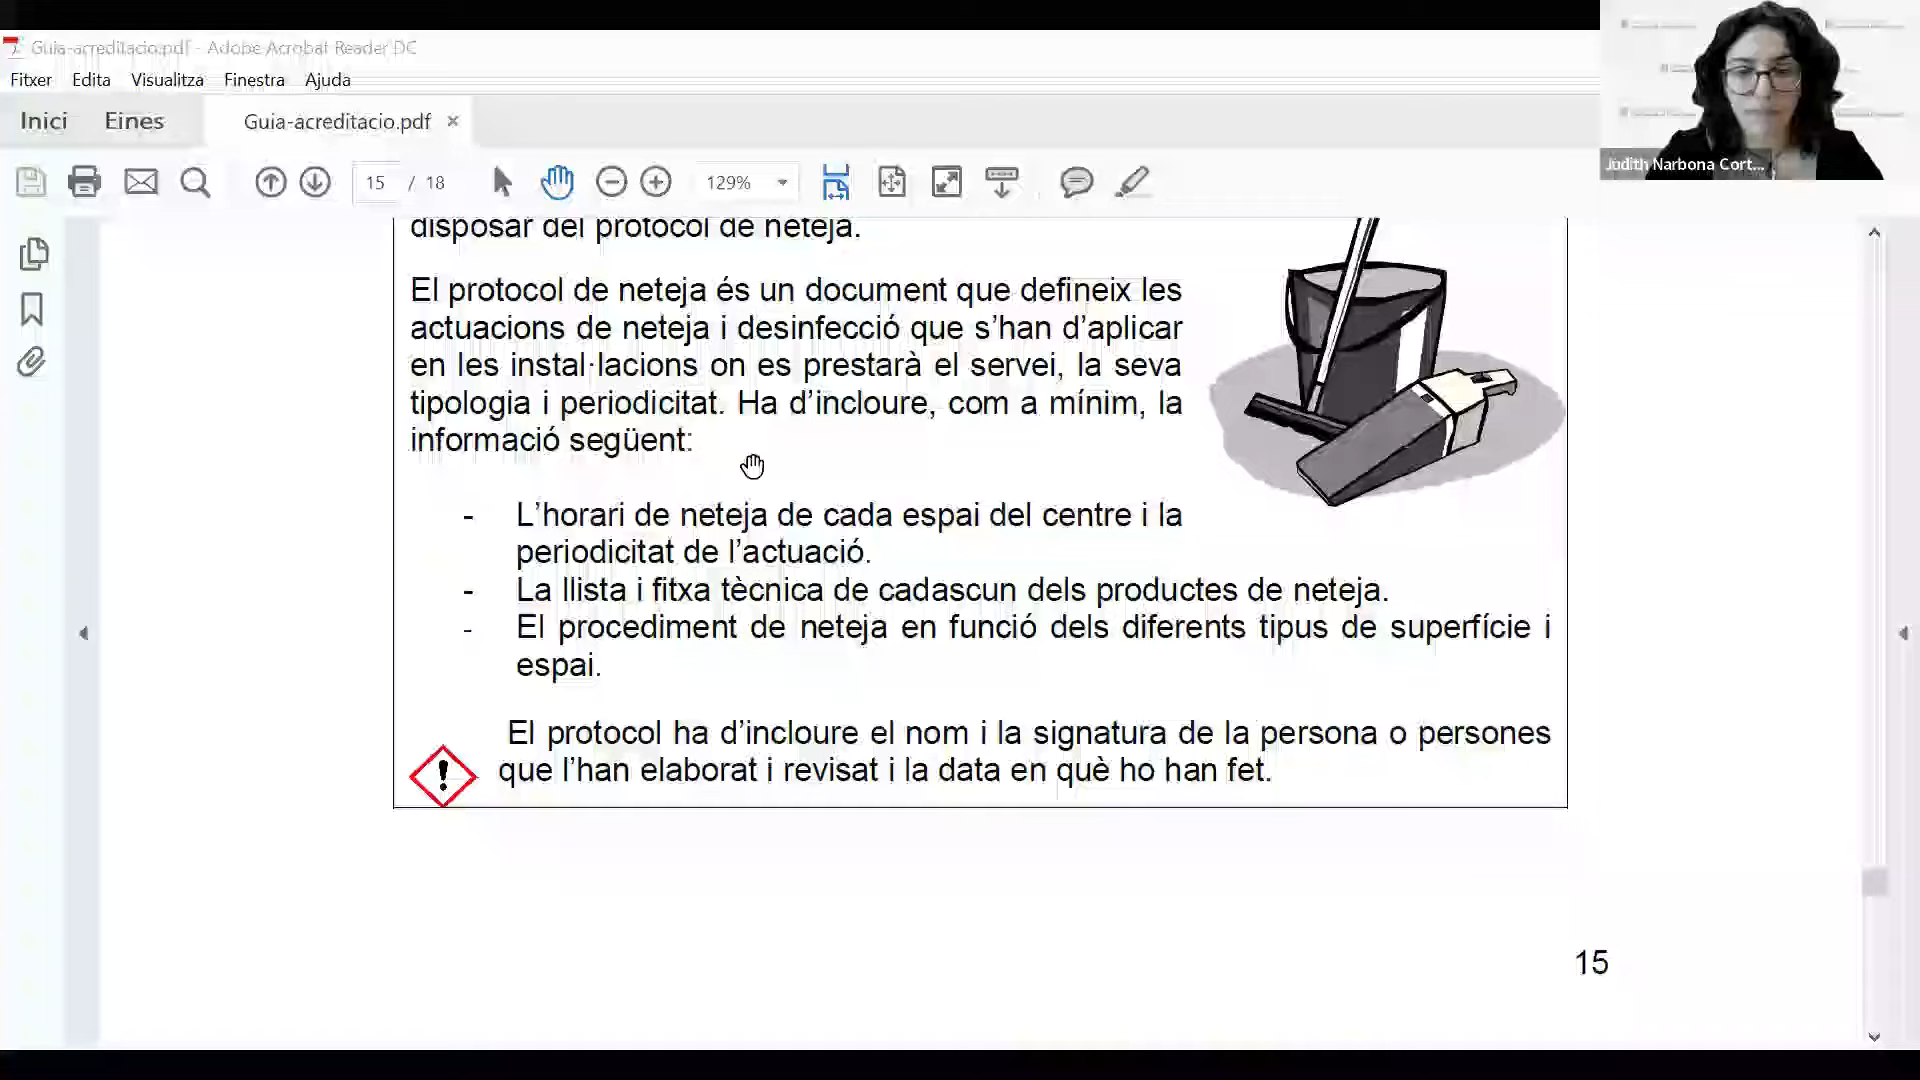 Guia-acreditacio.pdf - Adobe Acrobat Reader DC
Fitxer Edita Visualitza Finestra Ajuda
Inici Eines Guia-acreditacio.pdf ×
15 / 18 129%
Judith Narbona Cort...
disposar del protocol de neteja.
El protocol de neteja és un document que defineix les
actuacions de neteja i desinfecció que s’han d’aplicar
en les instal·lacions on es prestarà el servei, la seva
tipologia i periodicitat. Ha d’incloure, com a mínim, la
informació següent:
- L’horari de neteja de cada espai del centre i la
periodicitat de l’actuació.
- La llista i fitxa tècnica de cadascun dels productes de neteja.
- El procediment de neteja en funció dels diferents tipus de superfície i
espai.
El protocol ha d’incloure el nom i la signatura de la persona o persones
que l’han elaborat i revisat i la data en què ho han fet.
15